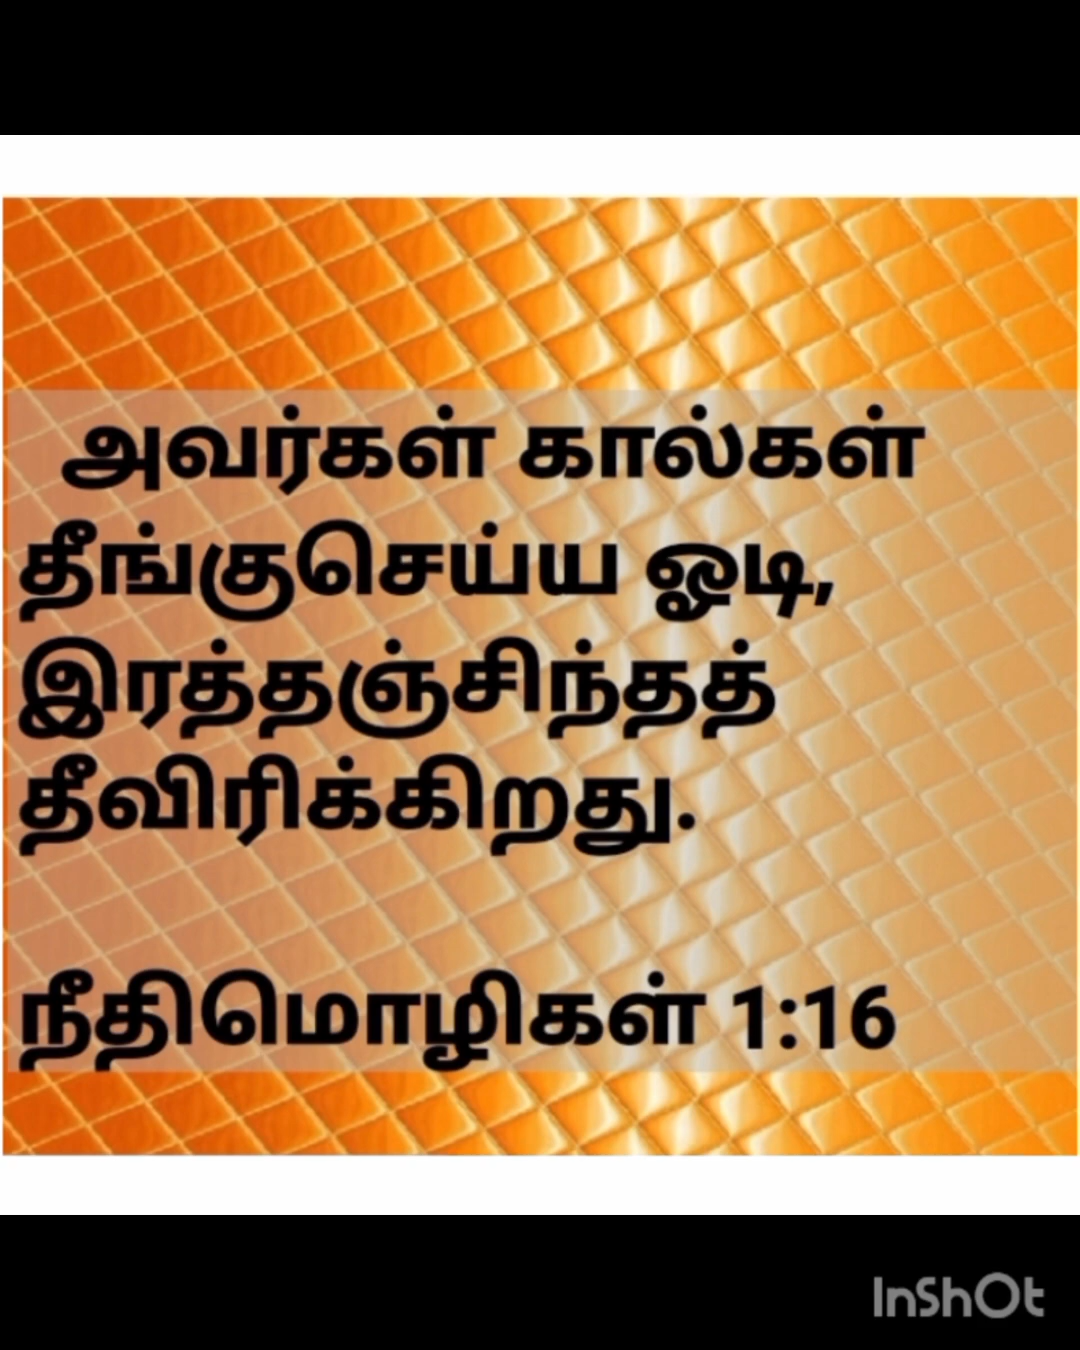 அவர்கள் கால்கள்
தீங்குசெய்ய ஓடி,
இரத்தஞ்சிந்தத்
தீவிரிக்கிறது.
நீதிமொழிகள் 1:16
InShOt